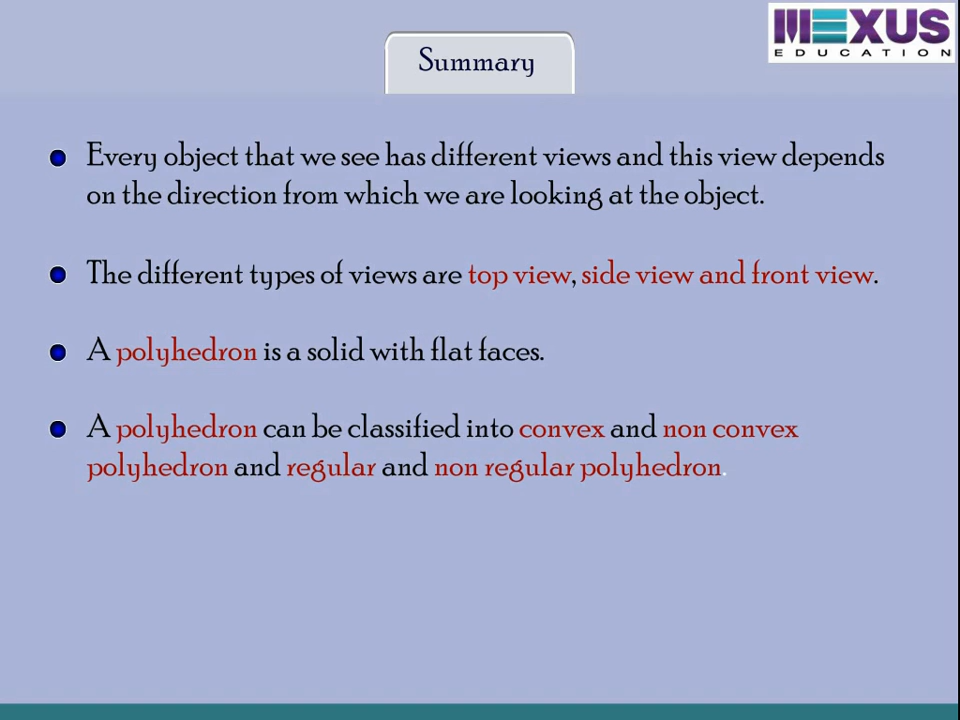 MEXUS
EDUCATION
Summary
Every object that we see has different views and this view depends
on the direction from which we are looking at the object.
The different types of views are top view, side view and front view.
A polyhedron is a solid with flat faces.
A polyhedron can be classified into convex and non convex
polyhedron and regular and non regular polyhedron.